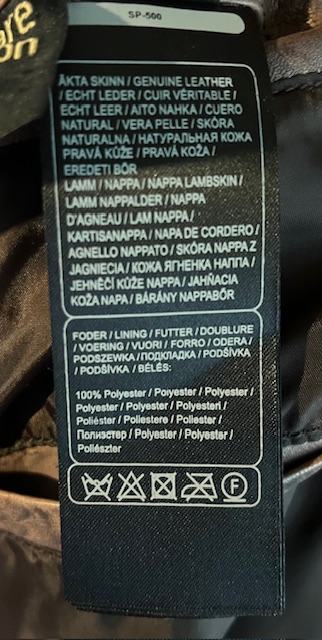 are
on
SP-500
ÄKTA SKINN / GENUINE LEATHER
/ ECHT LEDER / CUIR VÉRITABLE /
ECHT LEER / AITO NAHKA / CUERO
NATURAL / VERA PELLE / SKÓRA
NATURALNA / НАТУРАЛЬНАЯ КОЖА
PRAVÁ KŮŽE / PRAVÁ KOŽA /
EREDETI BŐR
LAMM / NAPPA / NAPPA LAMBSKIN /
LAMM NAPPALDER / NAPPA
D'AGNEAU / LAM NAPPA /
KARTISANAPPA / NAPA DE CORDERO /
AGNELLO NAPPATO / SKÓRA NAPPA Z
JAGNIECIA / КОЖА ЯГНЕНКА НАППА /
JEHNĚČÍ KŮŽE NAPPA / JAHŇACIA
KOŽA NAPA / BÁRÁNY NAPPABŐR
FODER / LINING / FUTTER / DOUBLURE
/ VOERING / VUORI / FORRO / ODERA /
PODSZEWKA / ПОДКЛАДКА / PODŠÍVKA
/ PODŠÍVKA / BÉLÉS:
100% Polyester / Polyester / Polyester /
Polyester / Polyester / Polyesteri /
Poliéster / Poliestere / Poliester /
Полиэстер / Polyester / Polyester /
Poliészter
F